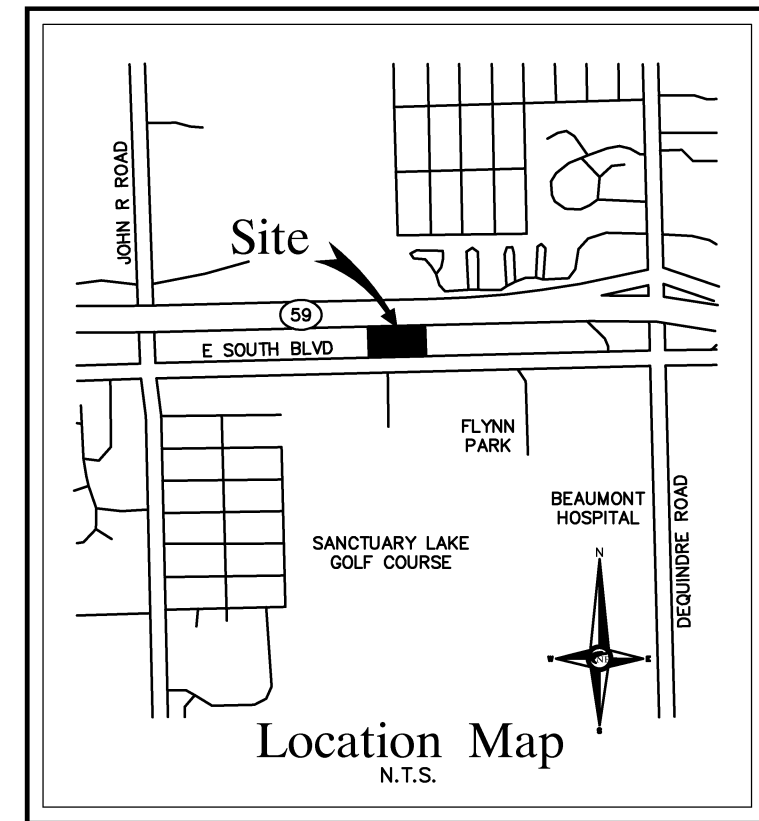 JOHN R ROAD
Site
59
E SOUTH BLVD
FLYNN
PARK
BEAUMONT
HOSPITAL
SANCTUARY LAKE
GOLF COURSE
DEQUINDRE ROAD
N
W
E
S
Location Map
N.T.S.